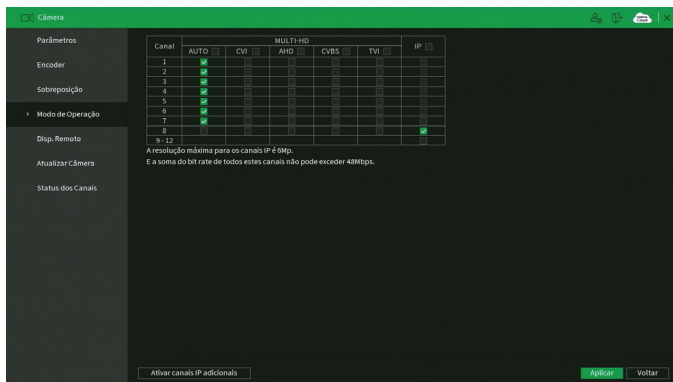 Câmera
Parâmetros
Encoder
Sobreposição
Modo de Operação
Disp. Remoto
Atualizar Câmera
Status dos Canais
Canal MULTI-HD IP
AUTO CVI AHD CVBS TVI
1
2
3
4
5
6
7
8
9-12
A resolução máxima para os canais IP é 6Mp.
E a soma do bit rate de todos estes canais não pode exceder 48Mbps.
Ativar canais IP adicionais Aplicar Voltar